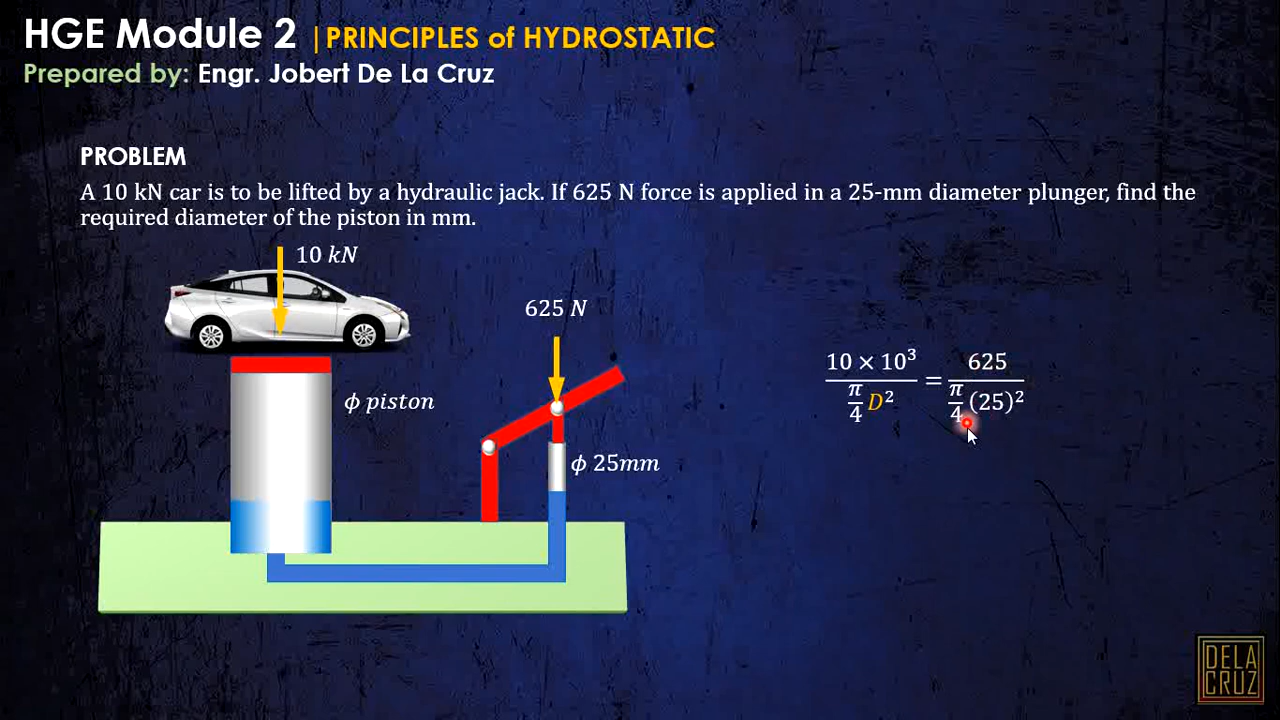 HGE Module 2 | PRINCIPLES of HYDROSTATIC
Prepared by: Engr. Jobert De La Cruz
PROBLEM
A 10 kN car is to be lifted by a hydraulic jack. If 625 N force is applied in a 25-mm diameter plunger, find the
required diameter of the piston in mm.
10 kN
625 N
ϕ piston
ϕ 25mm
10 × 10³ / (π/4 D²) = 625 / (π/4 (25)²)
DELA
CRUZ